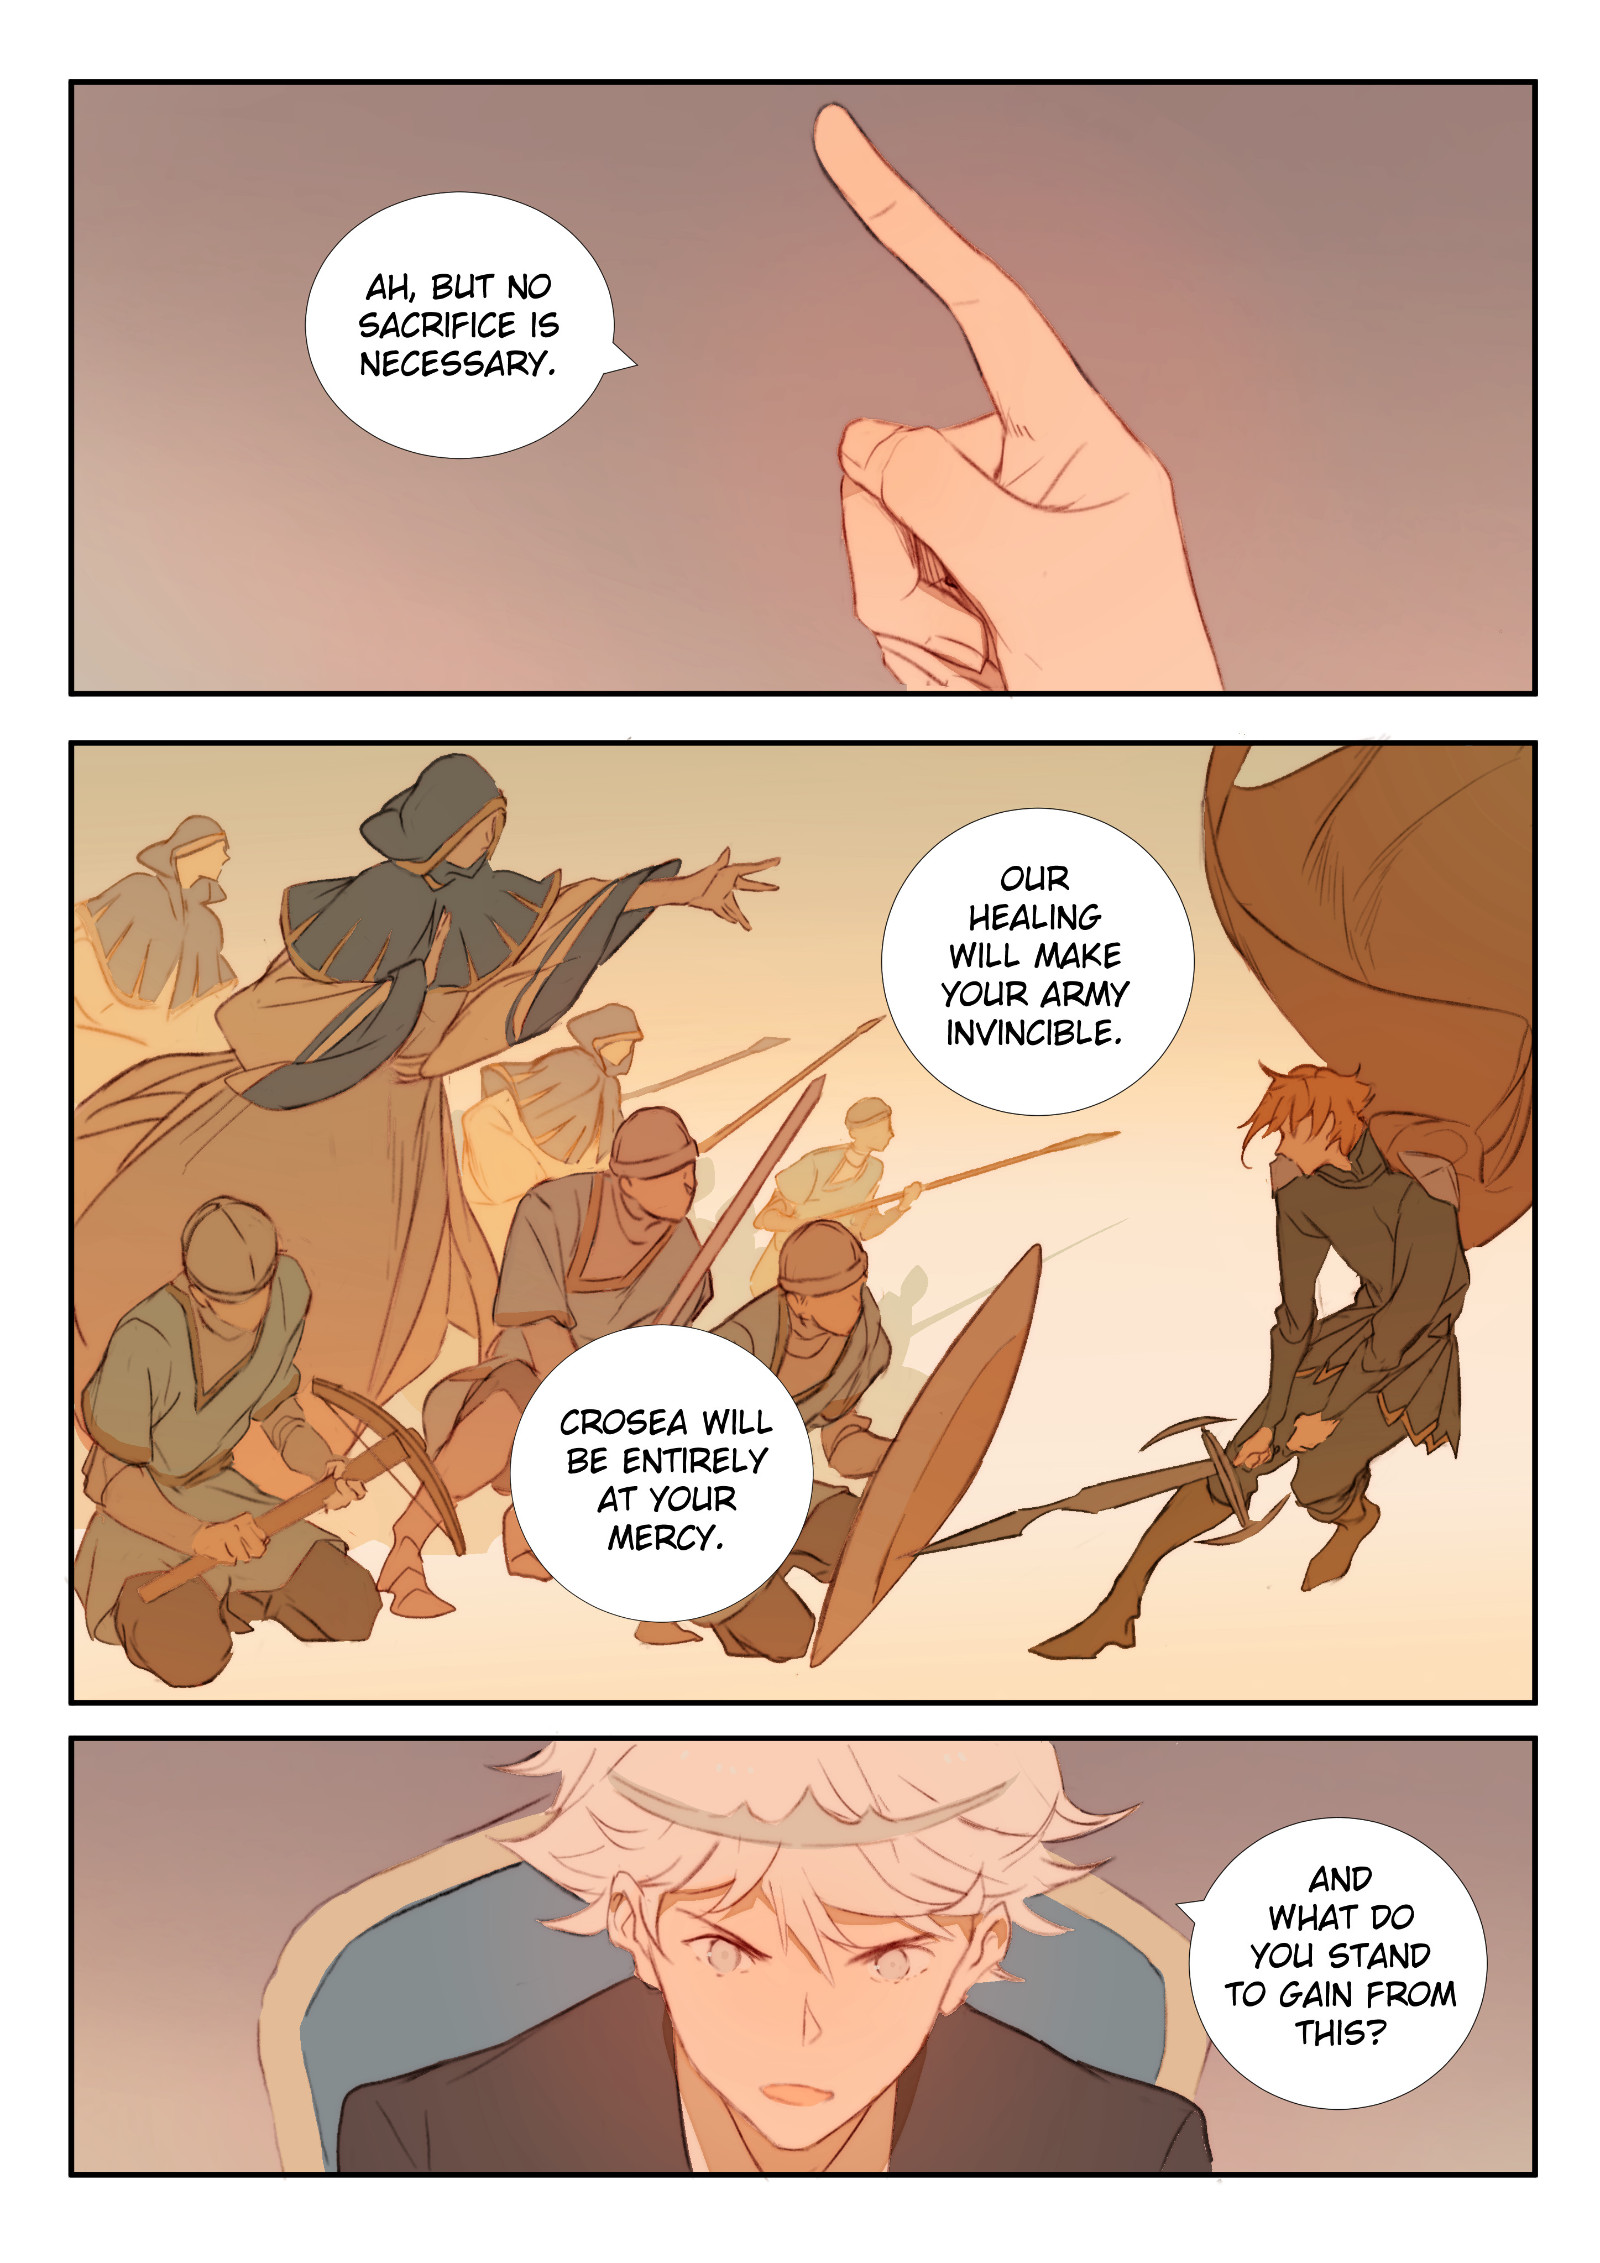 AH, BUT NO
SACRIFICE IS
NECESSARY.
OUR
HEALING
WILL MAKE
YOUR ARMY
INVINCIBLE.
CROSEA WILL
BE ENTIRELY
AT YOUR
MERCY.
AND
WHAT DO
YOU STAND
TO GAIN FROM
THIS?